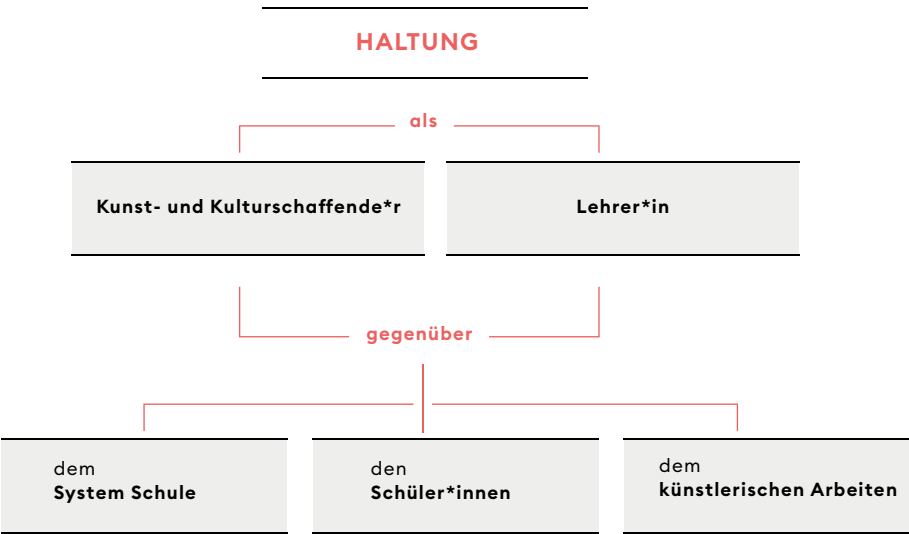 HALTUNG
als
Kunst- und Kulturschaffende*r
Lehrer*in
gegenüber
dem
System Schule
den
Schüler*innen
dem
künstlerischen Arbeiten